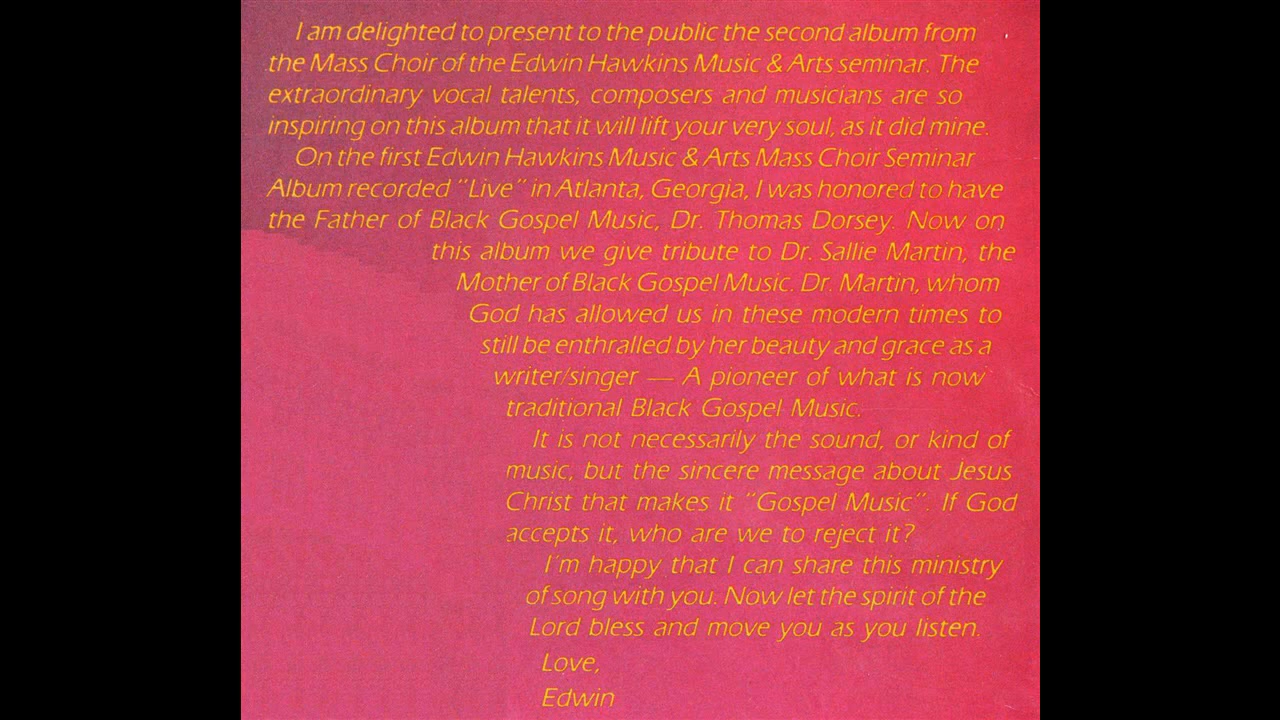 I am delighted to present to the public the second album from
the Mass Choir of the Edwin Hawkins Music & Arts seminar. The
extraordinary vocal talents, composers and musicians are so
inspiring on this album that it will lift your very soul, as it did mine.
On the first Edwin Hawkins Music & Arts Mass Choir Seminar
Album recorded "Live" in Atlanta, Georgia, I was honored to have
the Father of Black Gospel Music, Dr. Thomas Dorsey. Now on
this album we give tribute to Dr. Sallie Martin, the
Mother of Black Gospel Music. Dr. Martin, whom
God has allowed us in these modern times to
still be enthralled by her beauty and grace as a
writer/singer — A pioneer of what is now
traditional Black Gospel Music.
It is not necessarily the sound, or kind of
music, but the sincere message about Jesus
Christ that makes it "Gospel Music". If God
accepts it, who are we to reject it?
I'm happy that I can share this ministry
of song with you. Now let the spirit of the
Lord bless and move you as you listen.
Love,
Edwin